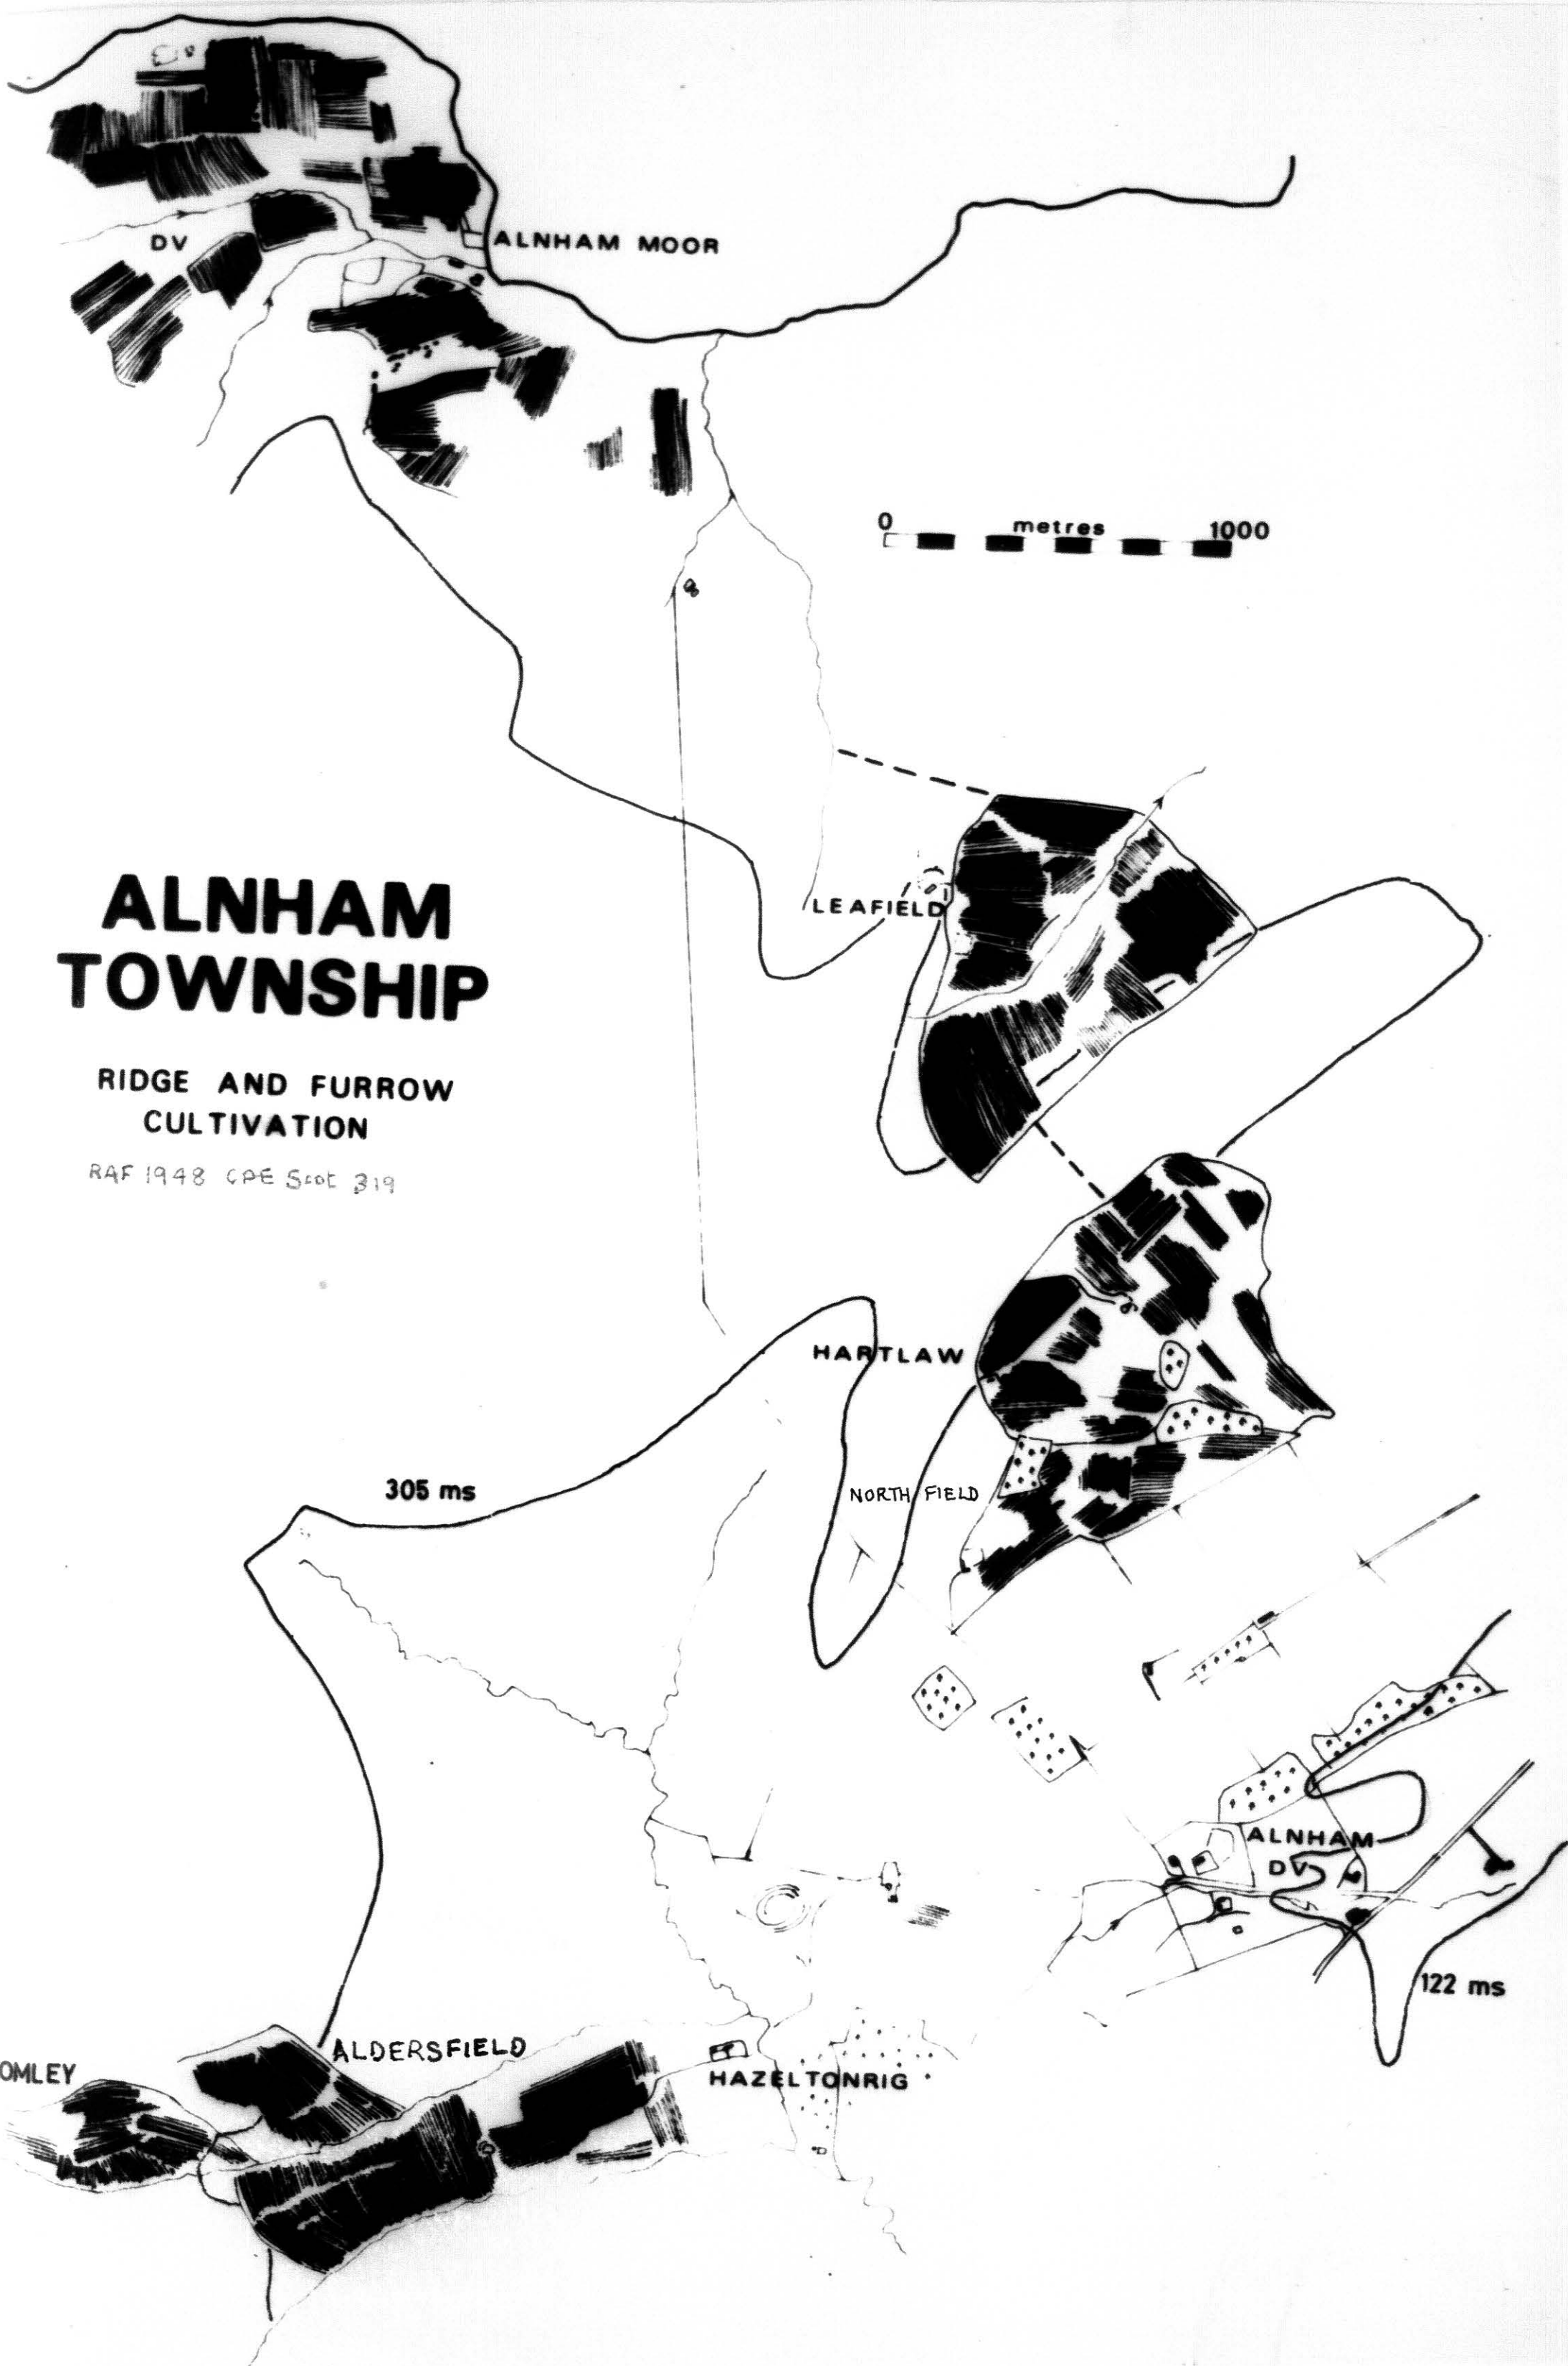 ALNHAM MOOR
DV
0 metres 1000
ALNHAM
TOWNSHIP
RIDGE AND FURROW
CULTIVATION
RAF 1948 CPE Scot 319
LEAFIELD
HARTLAW
305 ms
NORTH FIELD
ALNHAM
DV
122 ms
ALDERSFIELD
OMLEY
HAZELTONRIG